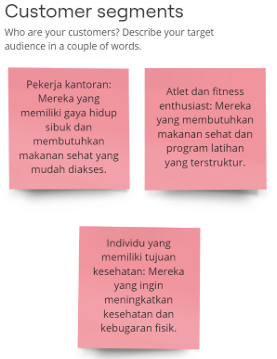 Customer segments
Who are your customers? Describe your target
audience in a couple of words.
Pekerja kantoran:
Mereka yang
memiliki gaya hidup
sibuk dan
membutuhkan
makanan sehat yang
mudah diakses.
Atlet dan fitness
enthusiast: Mereka
yang membutuhkan
makanan sehat dan
program latihan
yang terstruktur.
Individu yang
memiliki tujuan
kesehatan: Mereka
yang ingin
meningkatkan
kesehatan dan
kebugaran fisik.